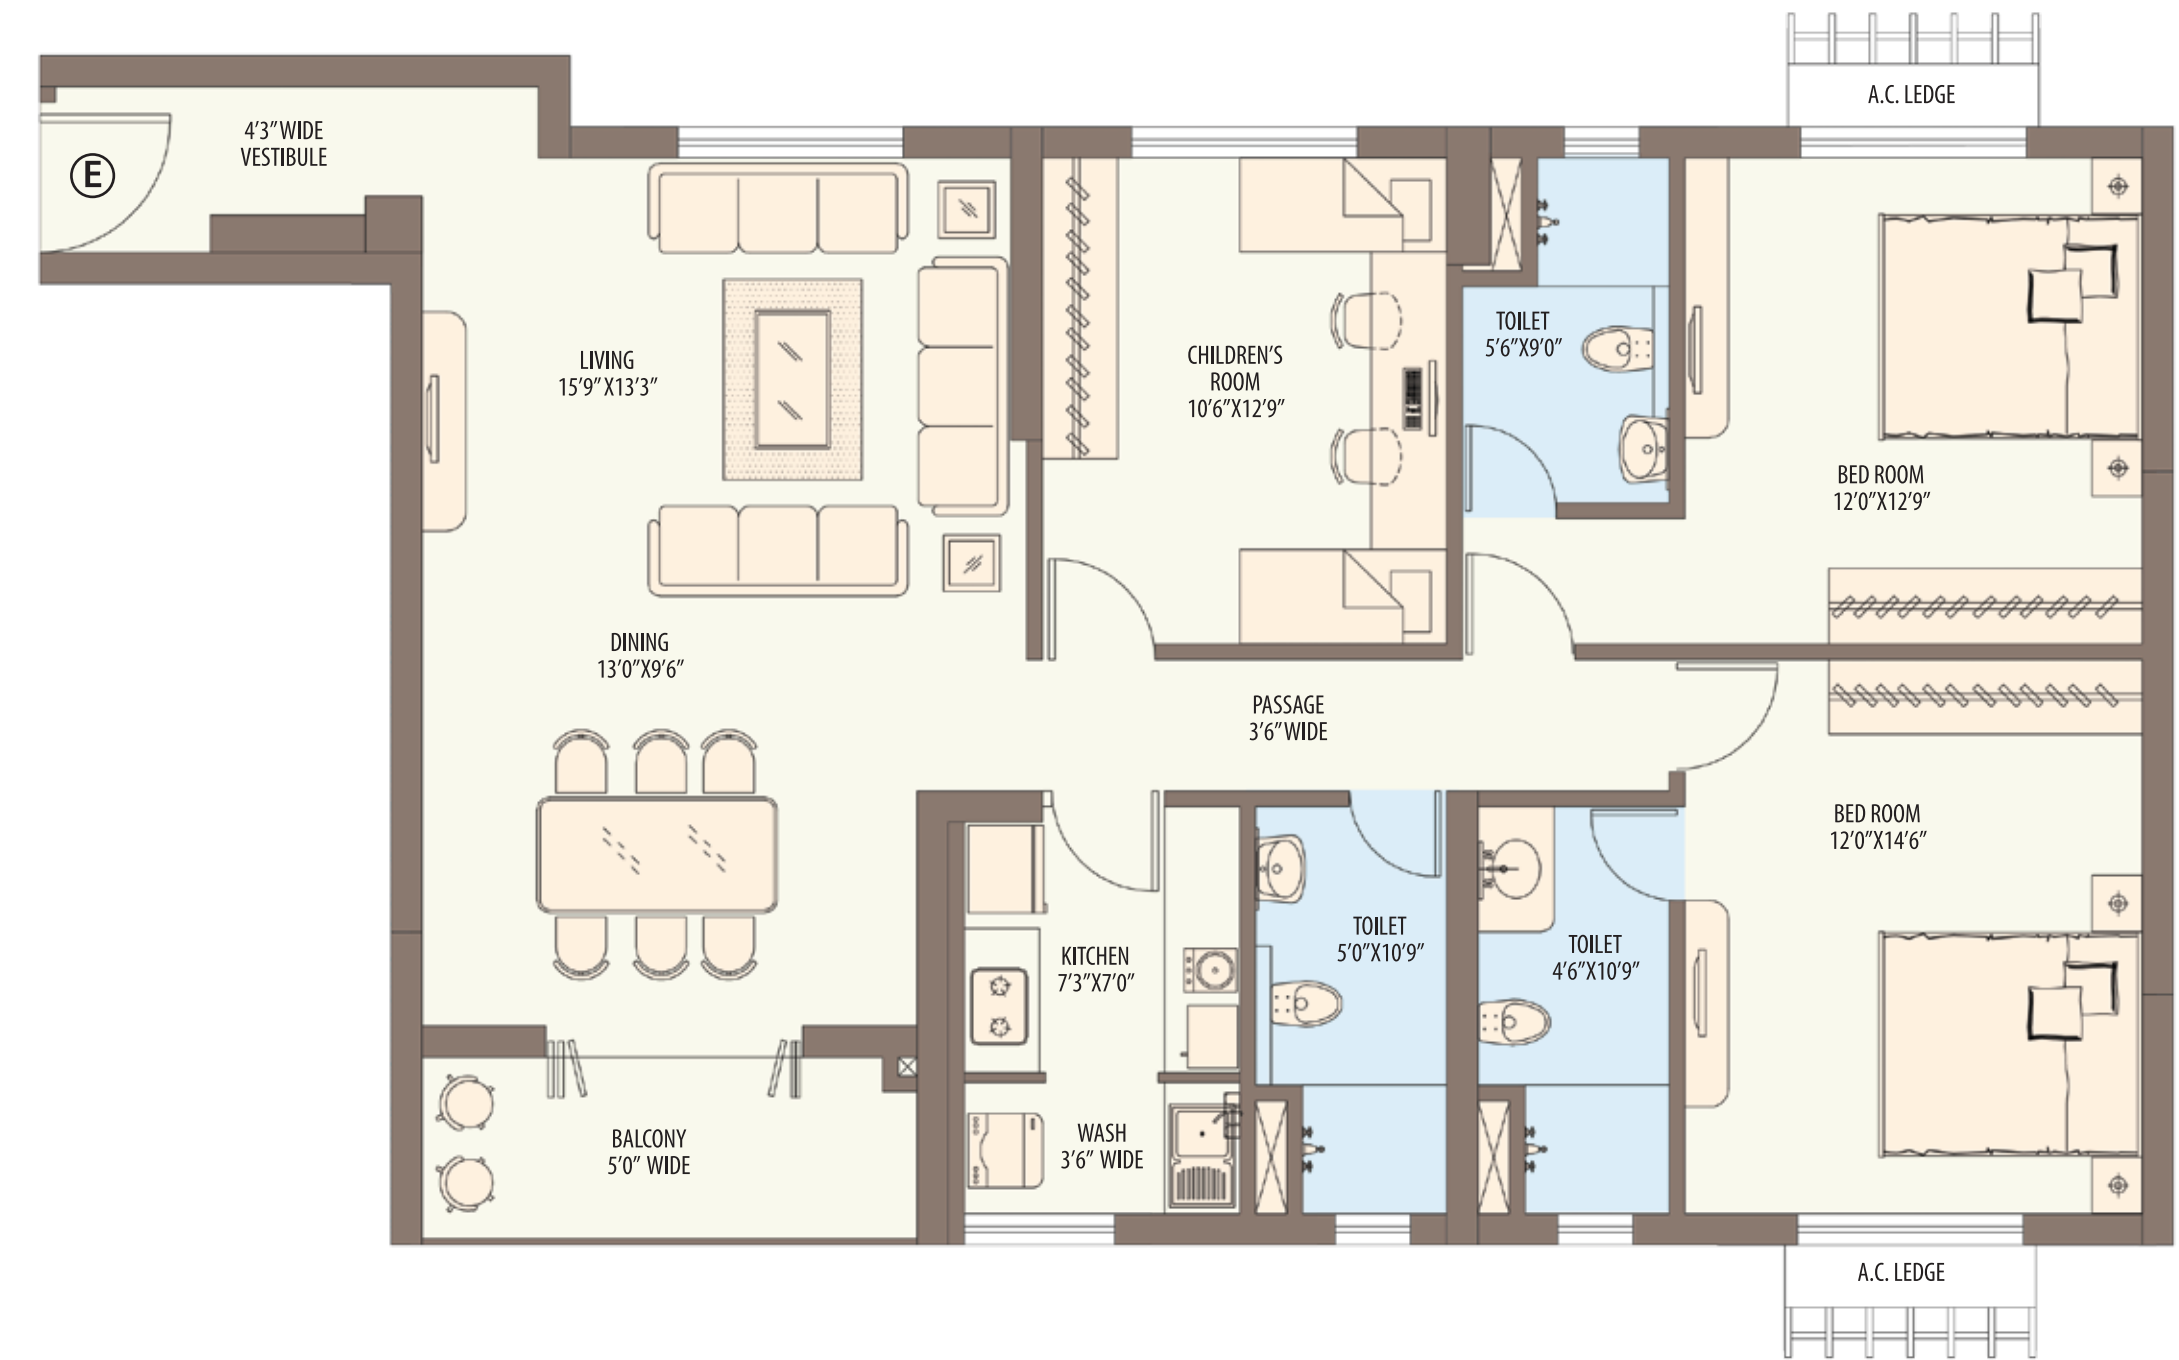 A.C. LEDGE
4'3" WIDE
VESTIBULE
E
LIVING
15'9"X13'3"
CHILDREN'S
ROOM
10'6"X12'9"
TOILET
5'6"X9'0"
BED ROOM
12'0"X12'9"
DINING
13'0"X9'6"
PASSAGE
3'6" WIDE
BED ROOM
12'0"X14'6"
KITCHEN
7'3"X7'0"
TOILET
5'0"X10'9"
TOILET
4'6"X10'9"
BALCONY
5'0" WIDE
WASH
3'6" WIDE
A.C. LEDGE